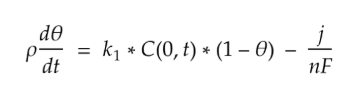 ρ dθ/dt = k₁ * C(0, t) * (1 − θ) − j/nF